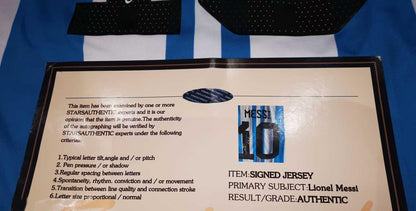 This item has been examined by one or more
STARSAUTHENTIC experts and it is our
opinion that the item is genuine.The authenticity
of the autographing will be verified by
STARSAUTHENTIC experts under the following
criterian:
1.Typical letter tilt,angle and / or pitch
2. Pen pressure / or shadow
3.Regular spacing between letters
4.Spontaneity, rhythm, conviction and / or movement
5.Transition between line quality and connection stroke
6.Letter size proportional / normal
MESSI
10
ITEM:SIGNED JERSEY
PRIMARY SUBJECT:Lionel Messi
RESULT/GRADE:AUTHENTIC